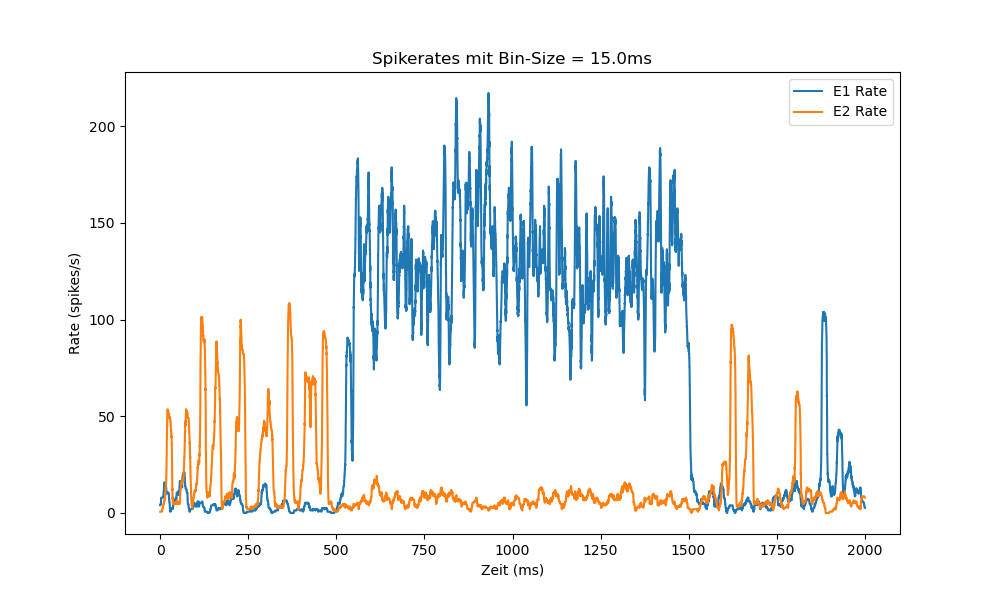 Spikerates mit Bin-Size = 15.0ms
E1 Rate
E2 Rate
200
150
100
50
0
Rate (spikes/s)
0 250 500 750 1000 1250 1500 1750 2000
Zeit (ms)